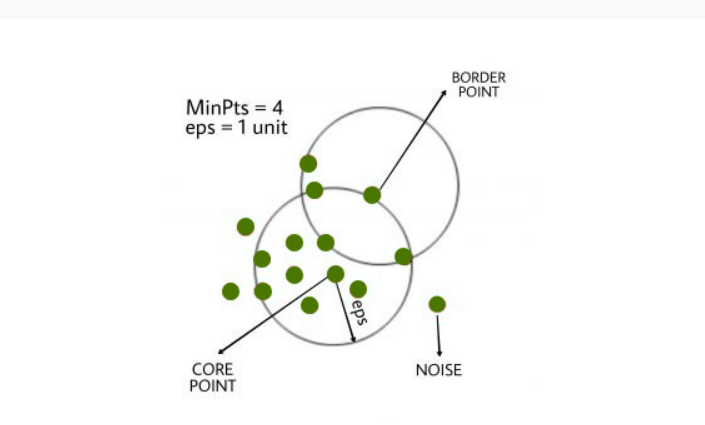 BORDER
POINT
MinPts = 4
eps = 1 unit
eps
CORE
POINT
NOISE